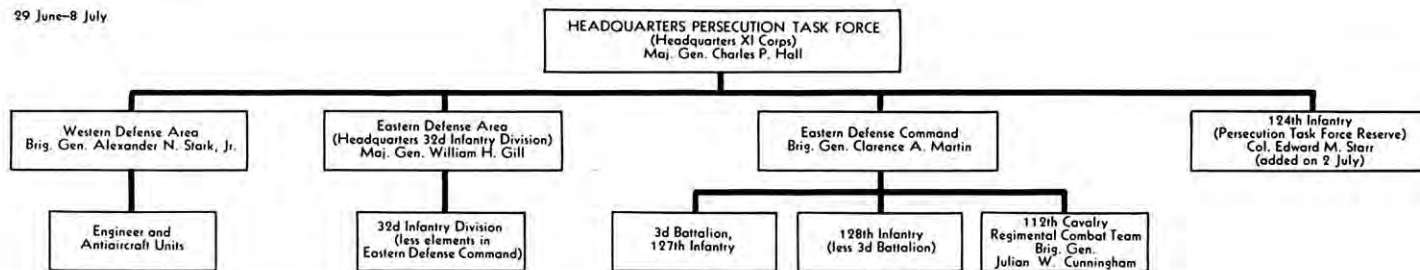 29 June-8 July
HEADQUARTERS PERSECUTION TASK FORCE
(Headquarters XI Corps)
Maj. Gen. Charles P. Hall
Western Defense Area
Brig. Gen. Alexander N. Stark, Jr.
Eastern Defense Area
(Headquarters 32d Infantry Division)
Maj. Gen. William H. Gill
Eastern Defense Command
Brig. Gen. Clarence A. Martin
124th Infantry
(Persecution Task Force Reserve)
Col. Edward M. Starr
(added on 2 July)
Engineer and
Antiaircraft Units
32d Infantry Division
(less elements in
Eastern Defense Command)
3d Battalion,
127th Infantry
128th Infantry
(less 3d Battalion)
112th Cavalry
Regimental Combat Team
Brig. Gen.
Julian W. Cunningham